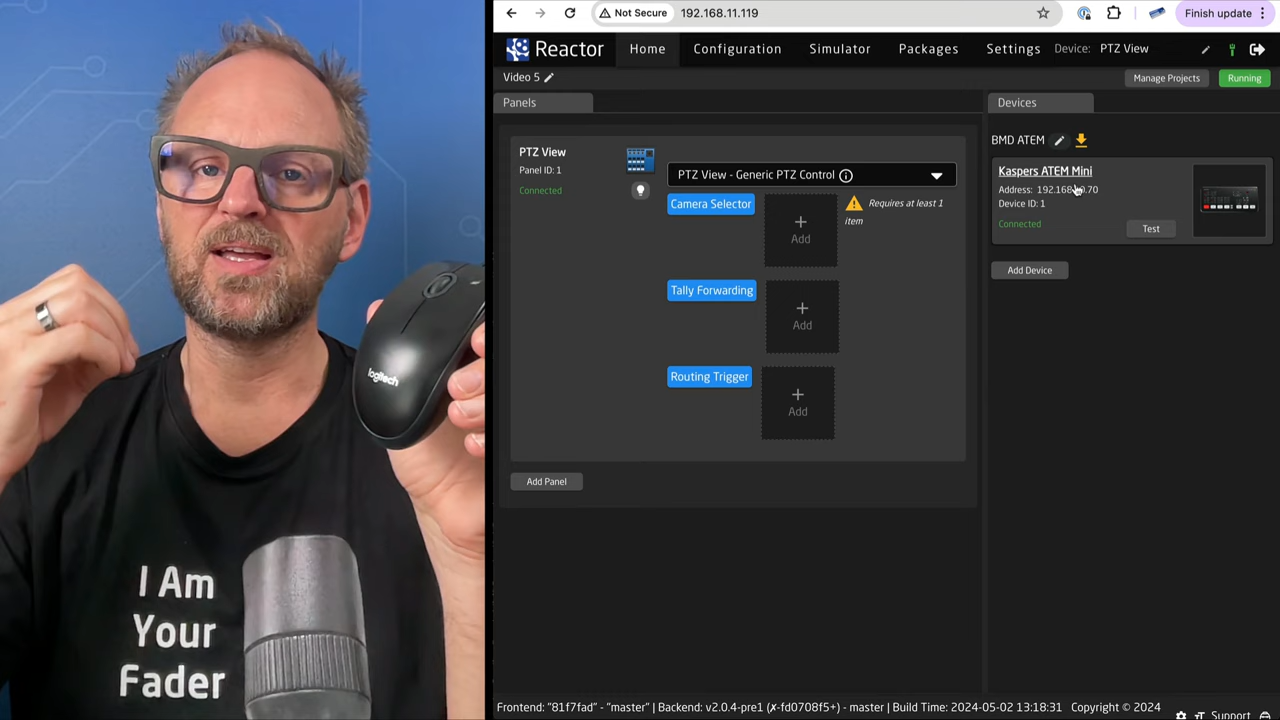 Not Secure
192.168.11.119
Finish update
Reactor
Home
Configuration
Simulator
Packages
Settings
Device:
PTZ View
Video 5
Manage Projects
Running
Panels
Devices
PTZ View
Panel ID: 1
Connected
PTZ View - Generic PTZ Control
Camera Selector
Add
Requires at least 1
item
Tally Forwarding
Add
Routing Trigger
Add
Add Panel
BMD ATEM
Kaspers ATEM Mini
Address: 192.168 0.70
Device ID: 1
Connected
Test
Add Device
logitech
I Am
Your
Fader
Frontend: "81f7fad" - "master" | Backend: v2.0.4-pre1 (✗-fd0708f5+) - master | Build Time: 2024-05-02 13:18:31 Copyright © 2024
Support